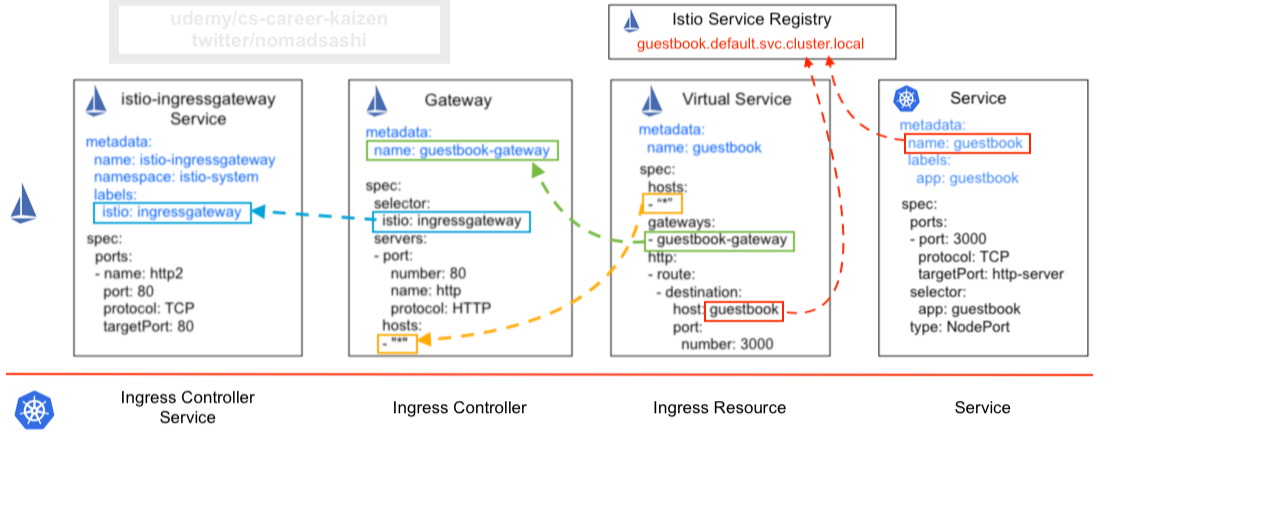 udemy/cs-career-kaizen
twitter/nomadsashi
Istio Service Registry
guestbook.default.svc.cluster.local
istio-ingressgateway
Service
metadata:
name: istio-ingressgateway
namespace: istio-system
labels:
istio: ingressgateway
spec:
ports:
- name: http2
port: 80
protocol: TCP
targetPort: 80
Gateway
metadata:
name: guestbook-gateway
spec:
selector:
istio: ingressgateway
servers:
- port:
number: 80
name: http
protocol: HTTP
hosts:
- "*"
Virtual Service
metadata:
name: guestbook
spec:
hosts:
- "*"
gateways:
- guestbook-gateway
http:
- route:
- destination:
host: guestbook
port:
number: 3000
Service
metadata:
name: guestbook
labels:
app: guestbook
spec:
ports:
- port: 3000
protocol: TCP
targetPort: http-server
selector:
app: guestbook
type: NodePort
Ingress Controller
Service
Ingress Controller
Ingress Resource
Service